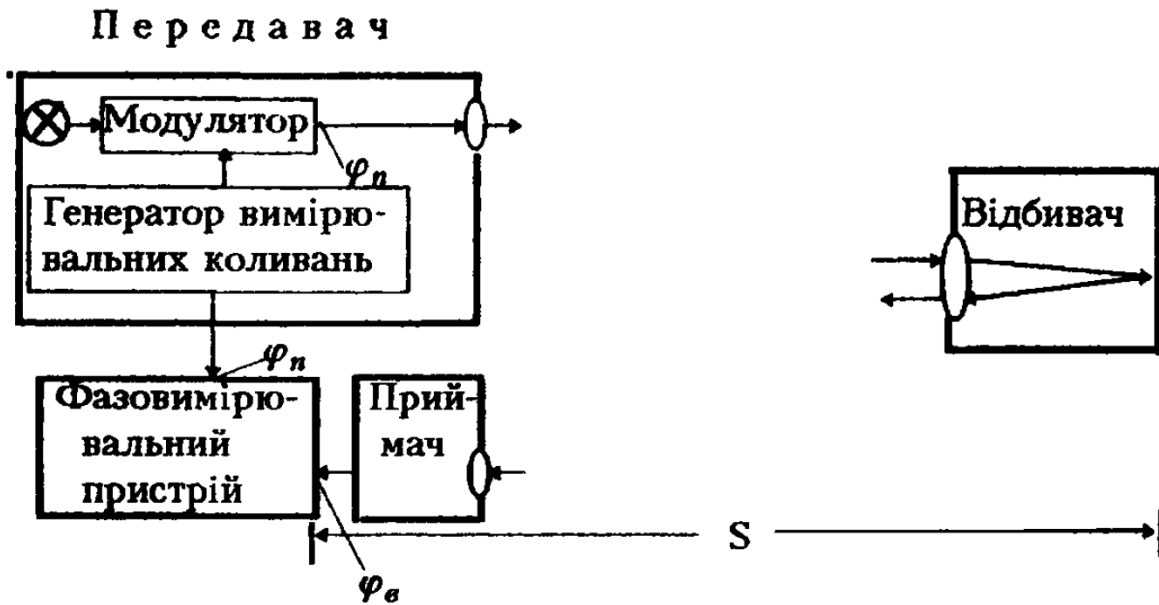 Передавач
Модулятор
φп
Генератор вимірю-
вальних коливань
Відбивач
φп
Фазовимірю-
вальний
пристрій
Прий-
мач
S
φв